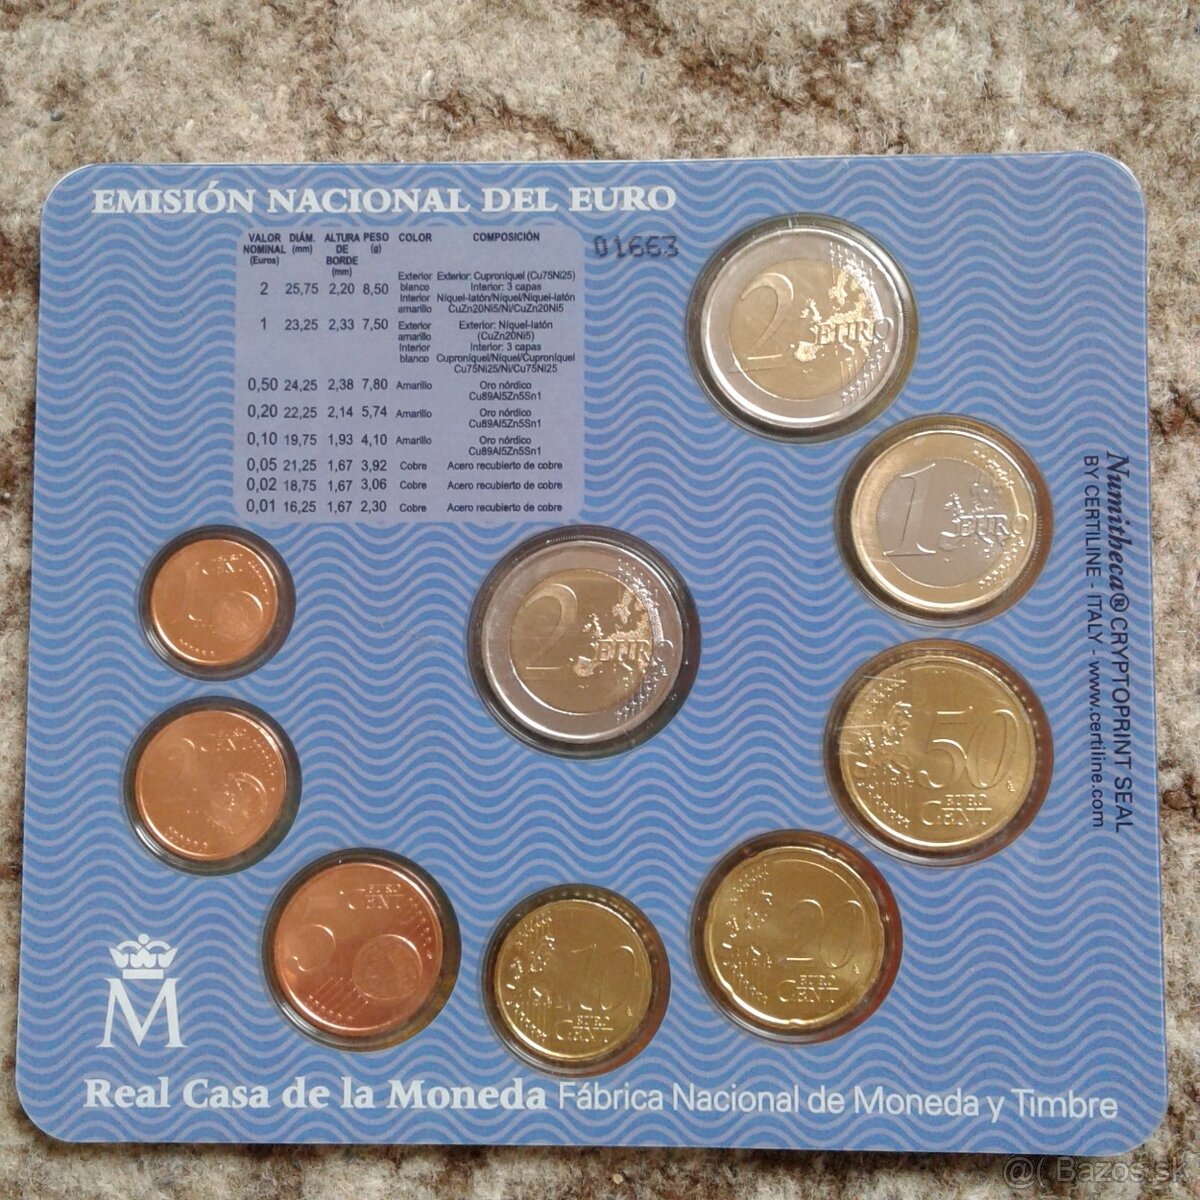 EMISIÓN NACIONAL DEL EURO
01663
VALOR NOMINAL (Euros) DIÁM. (mm) ALTURA DE BORDE (mm) PESO (g) COLOR COMPOSICIÓN
2 25,75 2,20 8,50 Exterior blanco Interior amarillo Exterior: Cuproníquel (Cu75Ni25) Interior: 3 capas Níquel-latón/Níquel/Níquel-latón CuZn20Ni5/Ni/CuZn20Ni5
1 23,25 2,33 7,50 Exterior amarillo Interior blanco Exterior: Níquel-latón (CuZn20Ni5) Interior: 3 capas Cuproníquel/Níquel/Cuproníquel Cu75Ni25/Ni/Cu75Ni25
0,50 24,25 2,38 7,80 Amarillo Oro nórdico Cu89Al5Zn5Sn1
0,20 22,25 2,14 5,74 Amarillo Oro nórdico Cu89Al5Zn5Sn1
0,10 19,75 1,93 4,10 Amarillo Oro nórdico Cu89Al5Zn5Sn1
0,05 21,25 1,67 3,92 Cobre Acero recubierto de cobre
0,02 18,75 1,67 3,06 Cobre Acero recubierto de cobre
0,01 16,25 1,67 2,30 Cobre Acero recubierto de cobre
2 EURO
1 EURO
Numitheca® CRYPTOPRINT SEAL
BY CERTILINE - ITALY - www.certiline.com
1 CENT
2 EURO
2 CENT
50 EURO CENT
5 EURO CENT
10 EURO CENT
20 EURO CENT
M
Real Casa de la Moneda Fábrica Nacional de Moneda y Timbre
@( Bazos.sk